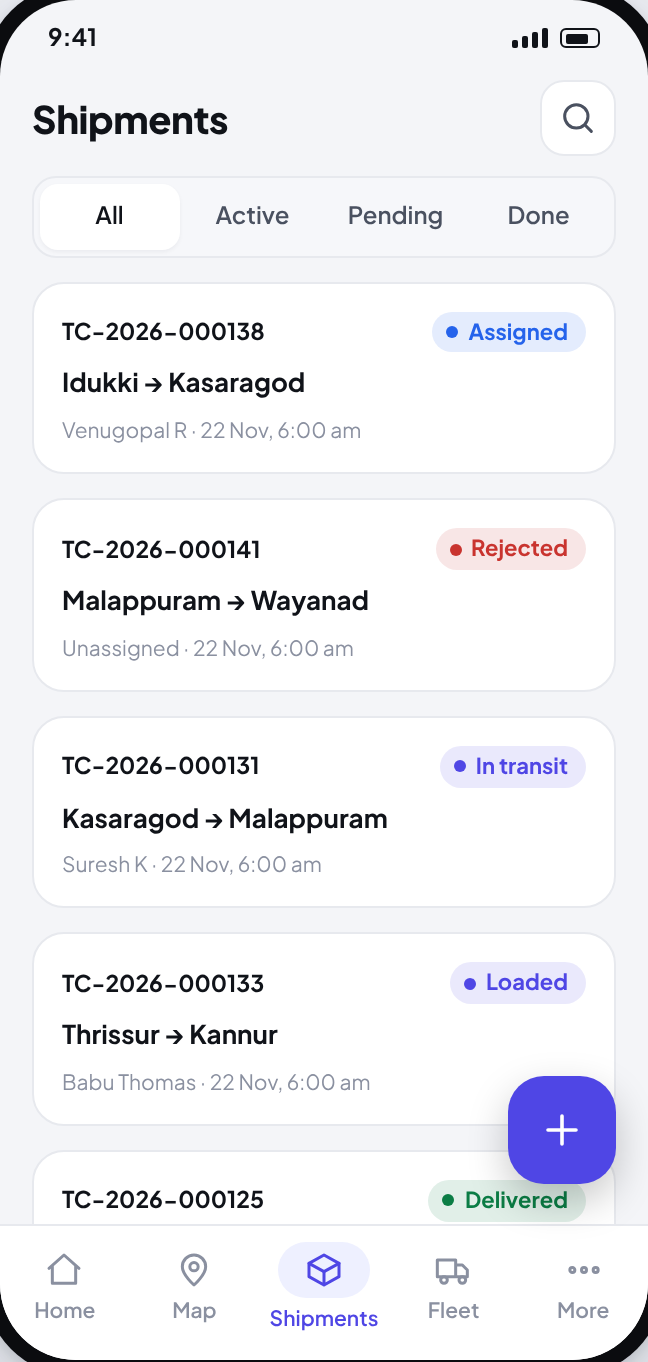 9:41
Shipments
All Active Pending Done
TC-2026-000138 Assigned
Idukki → Kasaragod
Venugopal R · 22 Nov, 6:00 am
TC-2026-000141 Rejected
Malappuram → Wayanad
Unassigned · 22 Nov, 6:00 am
TC-2026-000131 In transit
Kasaragod → Malappuram
Suresh K · 22 Nov, 6:00 am
TC-2026-000133 Loaded
Thrissur → Kannur
Babu Thomas · 22 Nov, 6:00 am
TC-2026-000125 Delivered
Home Map Shipments Fleet More